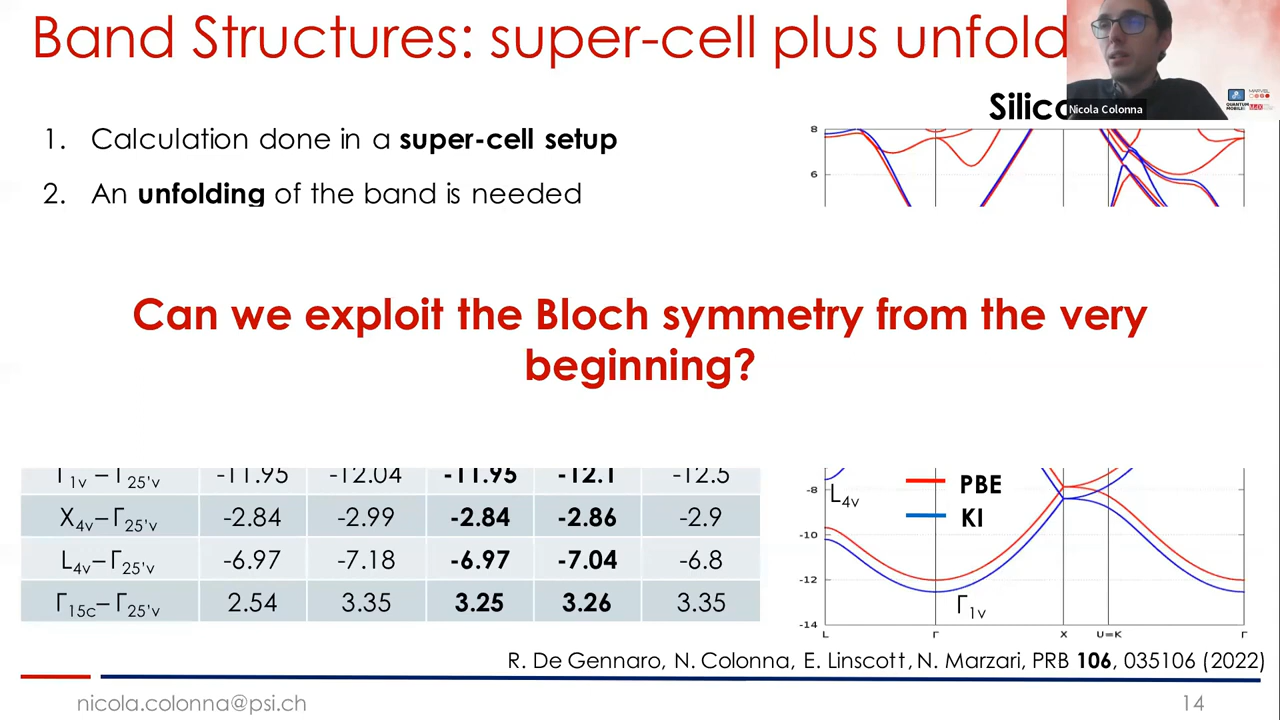 Band Structures: super-cell plus unfold
Silico
Nicola Colonna
1. Calculation done in a super-cell setup
2. An unfolding of the band is needed
8
6
Can we exploit the Bloch symmetry from the very
beginning?
Γ1v–Γ25'v -11.95 -12.04 -11.95 -12.1 -12.5
X4v–Γ25'v -2.84 -2.99 -2.84 -2.86 -2.9
L4v–Γ25'v -6.97 -7.18 -6.97 -7.04 -6.8
Γ15c–Γ25'v 2.54 3.35 3.25 3.26 3.35
-8
-10
-12
-14
L4v
PBE
KI
Γ1v
L Γ X U=K Γ
R. De Gennaro, N. Colonna, E. Linscott, N. Marzari, PRB 106, 035106 (2022)
nicola.colonna@psi.ch
14